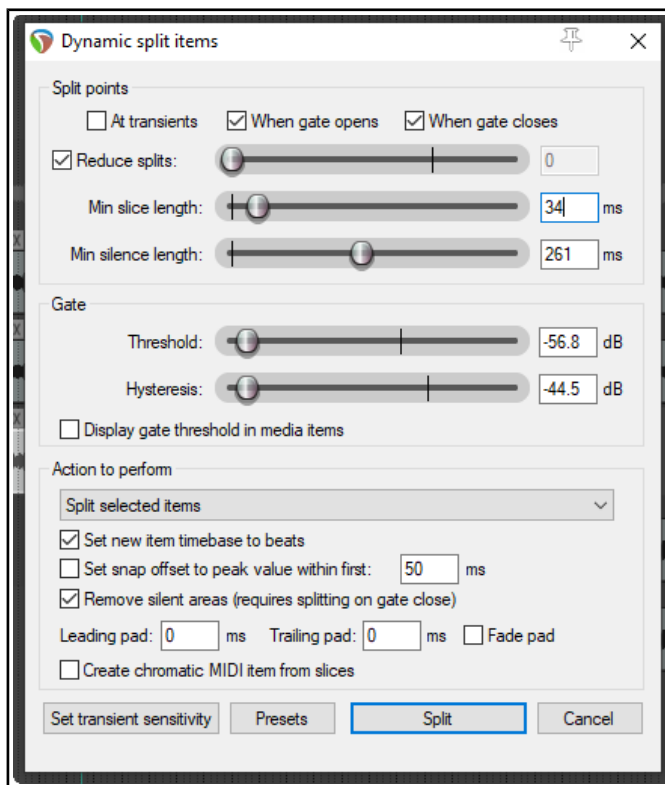 Dynamic split items
Split points
At transients When gate opens When gate closes
Reduce splits: 0
Min slice length: 34 ms
Min silence length: 261 ms
Gate
Threshold: -56.8 dB
Hysteresis: -44.5 dB
Display gate threshold in media items
Action to perform
Split selected items
Set new item timebase to beats
Set snap offset to peak value within first: 50 ms
Remove silent areas (requires splitting on gate close)
Leading pad: 0 ms Trailing pad: 0 ms Fade pad
Create chromatic MIDI item from slices
Set transient sensitivity Presets Split Cancel